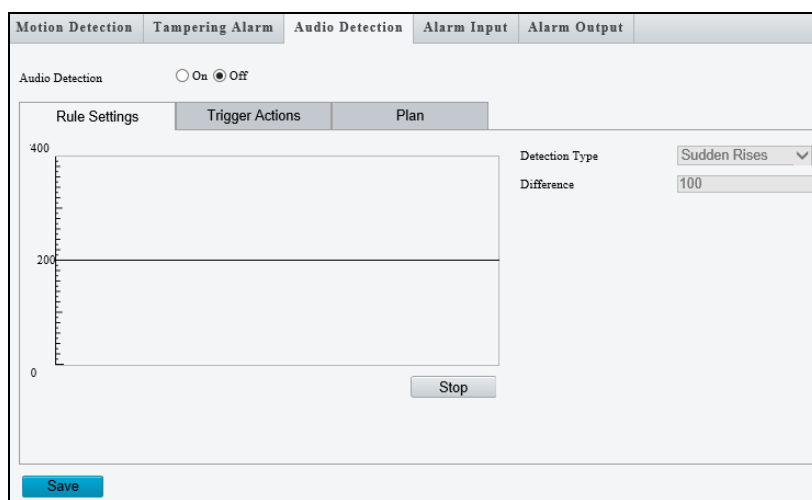 Motion Detection Tampering Alarm Audio Detection Alarm Input Alarm Output
Audio Detection On Off
Rule Settings Trigger Actions Plan
400 Detection Type Sudden Rises
Difference 100
200
0
Stop
Save